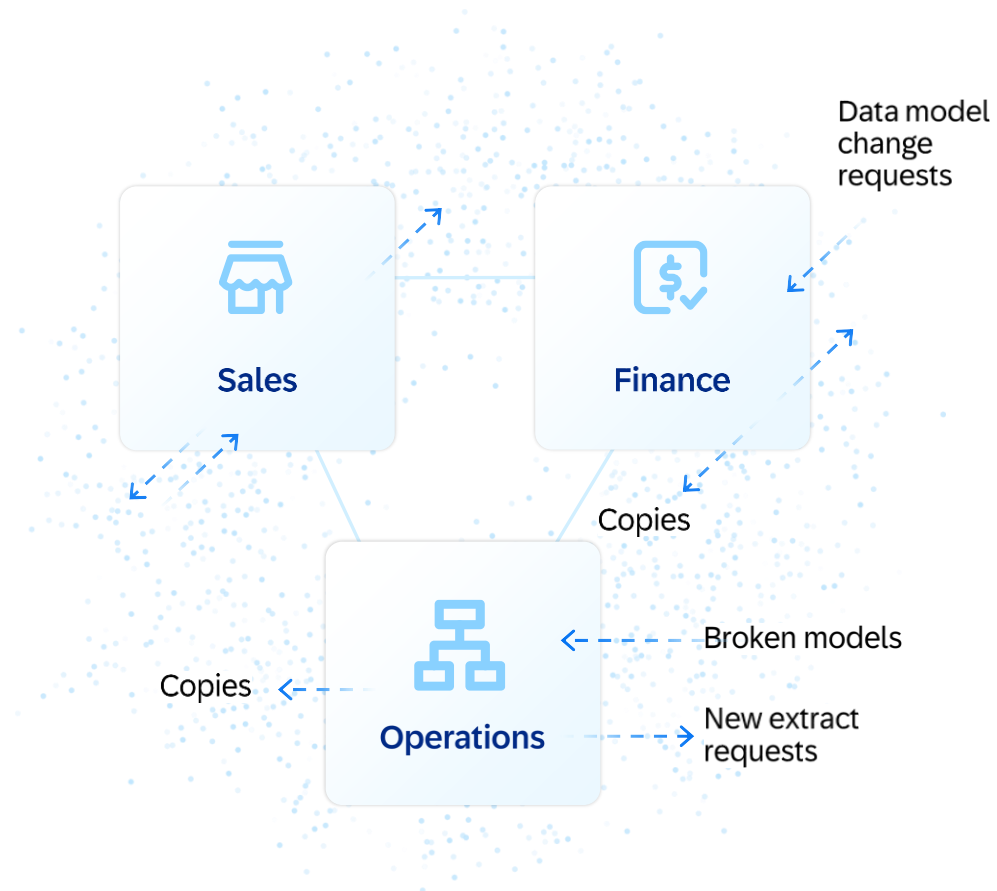 Data model
change
requests
Sales
Finance
Copies
Broken models
Copies
New extract
requests
Operations